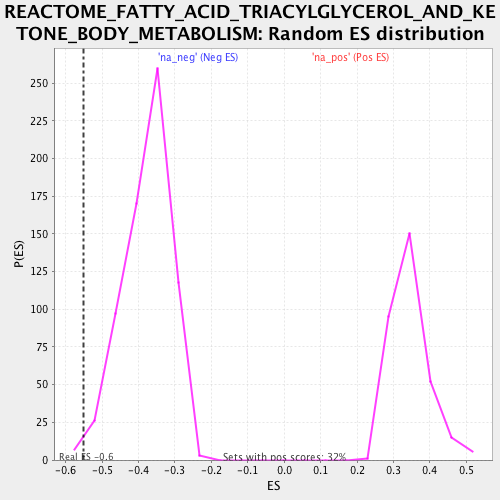 REACTOME_FATTY_ACID_TRIACYLGLYCEROL_AND_KE
TONE_BODY_METABOLISM: Random ES distribution
'na_neg' (Neg ES) 'na_pos' (Pos ES)
250
225
200
175
150
125
100
75
50
25
0
P(ES)
Real ES -0.6 Sets with pos scores: 32%
-0.6 -0.5 -0.4 -0.3 -0.2 -0.1 0.0 0.1 0.2 0.3 0.4 0.5
ES